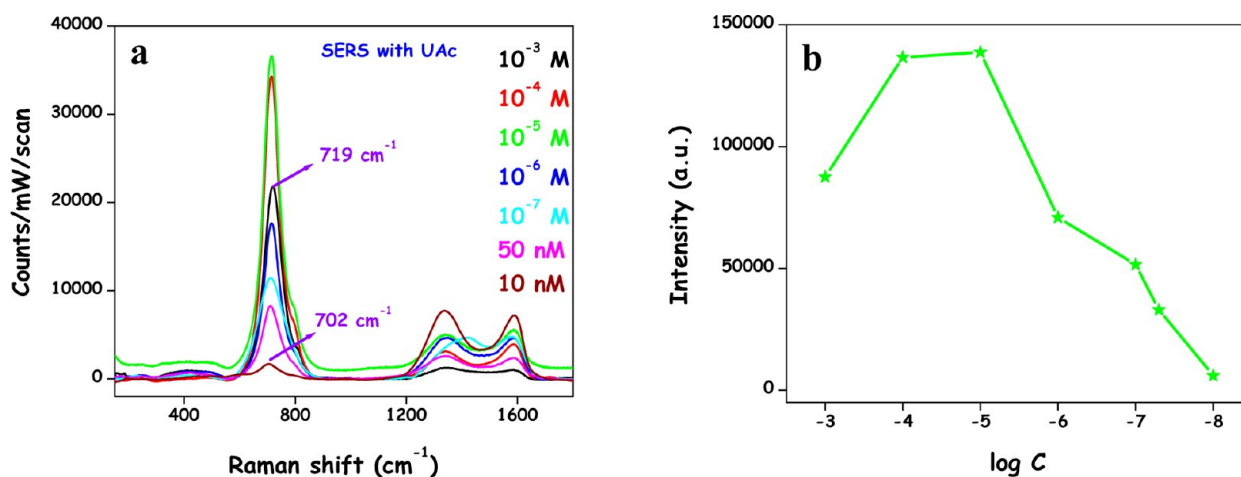 a
SERS with UAc
10⁻³ M
10⁻⁴ M
10⁻⁵ M
10⁻⁶ M
10⁻⁷ M
50 nM
10 nM
719 cm⁻¹
702 cm⁻¹
40000
30000
20000
10000
0
Counts/mW/scan
400
800
1200
1600
Raman shift (cm⁻¹)
b
150000
100000
50000
0
Intensity (a.u.)
-3
-4
-5
-6
-7
-8
log C